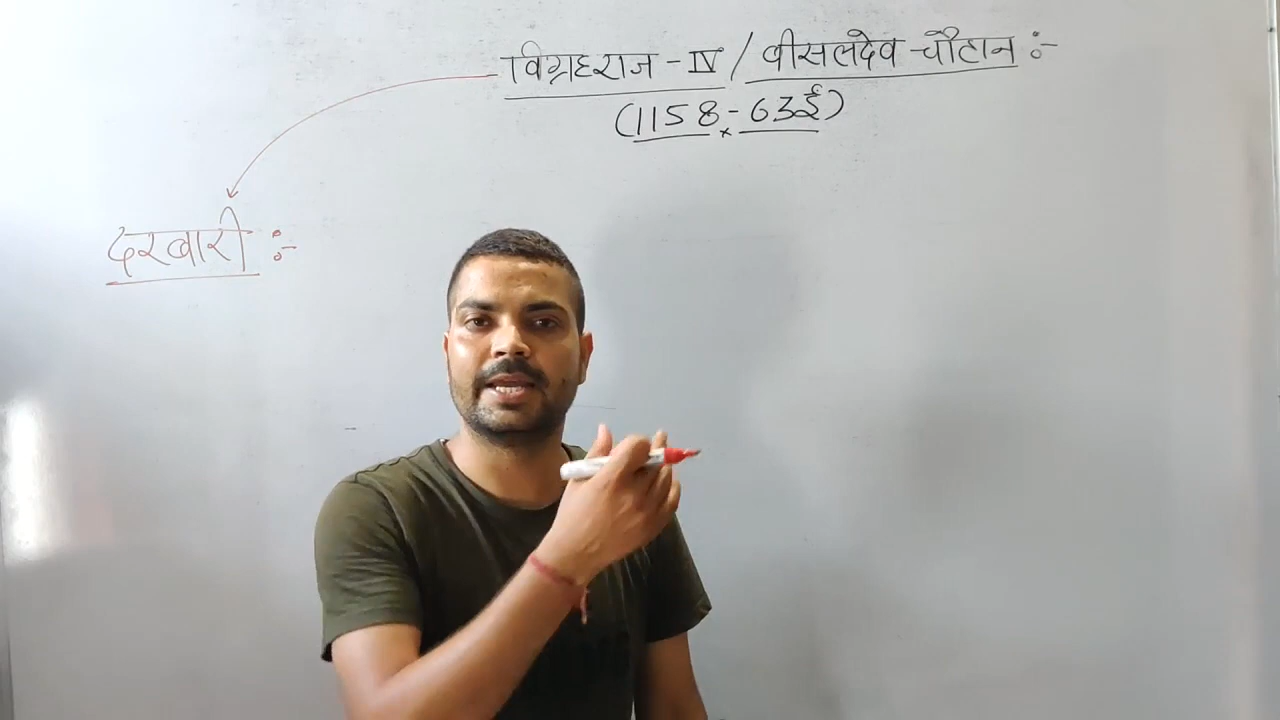 विग्रहराज - IV / बीसलदेव चौहान :-
(1158 - 63ई)
दरबारी :-